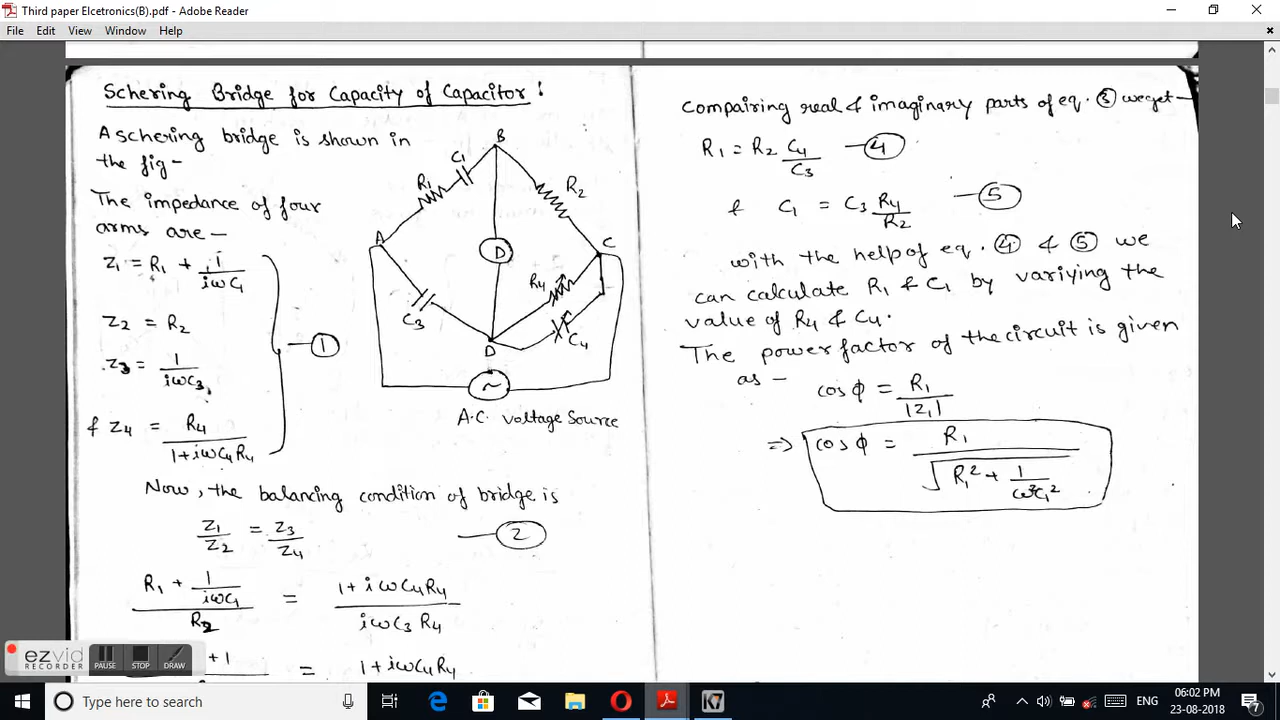 Third paper Elcetronics(B).pdf - Adobe Reader
File Edit View Window Help
Schering Bridge for Capacity of Capacitor:
A schering bridge is shown in
the fig-
The impedance of four
arms are -
Z1 = R1 + 1/iωC1
Z2 = R2
Z3 = 1/iωC3
& Z4 = R4/1+iωC4R4
1
A
B
C
D
D
R1
C1
R2
C3
R4
C4
~
A.C. voltage Source
Now, the balancing condition of bridge is
Z1/Z2 = Z3/Z4 — 2
R1 + 1/iωC1 / R2 = 1+iωC4R4 / iωC3R4
+1 = 1+iωC4R4
Compairing real & imaginary parts of eq. 3 we get —
R1 = R2 C4/C3 — 4
& C1 = C3 R4/R2 — 5
with the help of eq. 4 & 5 we
can calculate R1 & C1 by variying the
value of R4 & C4.
The power factor of the circuit is given
as -
cosφ = R1/|Z1|
⇒ cosφ = R1/√R1² + 1/ω²C1²
ezvid
RECORDER
PAUSE STOP DRAW
Type here to search
ENG
06:02 PM
23-08-2018
7